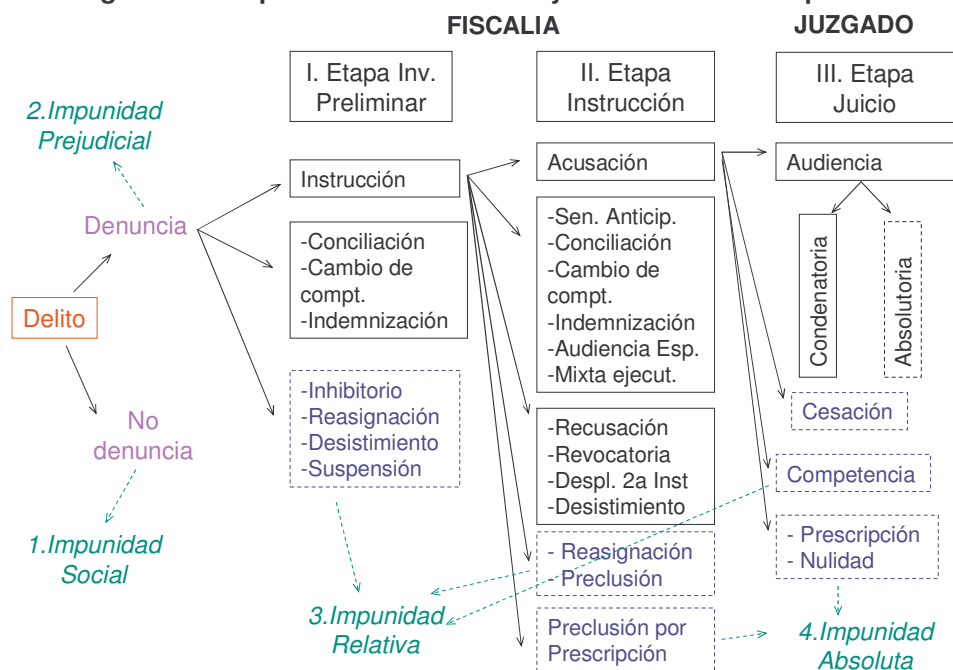 FISCALIA
JUZGADO
I. Etapa Inv.
Preliminar
II. Etapa
Instrucción
III. Etapa
Juicio
2.Impunidad
Prejudicial
Denuncia
Delito
No
denuncia
1.Impunidad
Social
Instrucción
-Conciliación
-Cambio de
compt.
-Indemnización
-Inhibitorio
-Reasignación
-Desistimiento
-Suspensión
3.Impunidad
Relativa
Acusación
-Sen. Anticip.
-Conciliación
-Cambio de
compt.
-Indemnización
-Audiencia Esp.
-Mixta ejecut.
-Recusación
-Revocatoria
-Despl. 2a Inst
-Desistimiento
- Reasignación
- Preclusión
Preclusión por
Prescripción
Audiencia
Condenatoria
Absolutoria
Cesación
Competencia
- Prescripción
- Nulidad
4.Impunidad
Absoluta